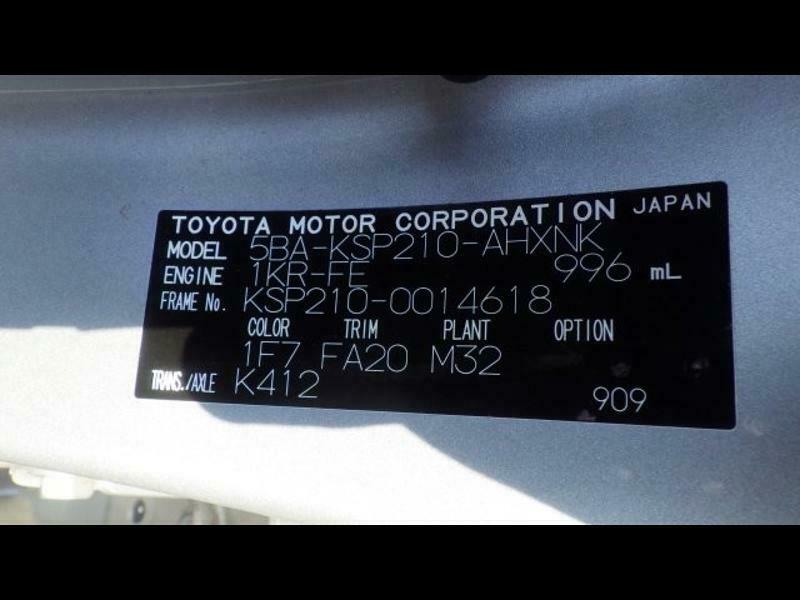 TOYOTA MOTOR CORPORATION JAPAN
MODEL 5BA-KSP210-AHXNK
ENGINE 1KR-FE 996 mL
FRAME No. KSP210-0014618
COLOR TRIM PLANT OPTION
1F7 FA20 M32
TRANS./AXLE K412
909